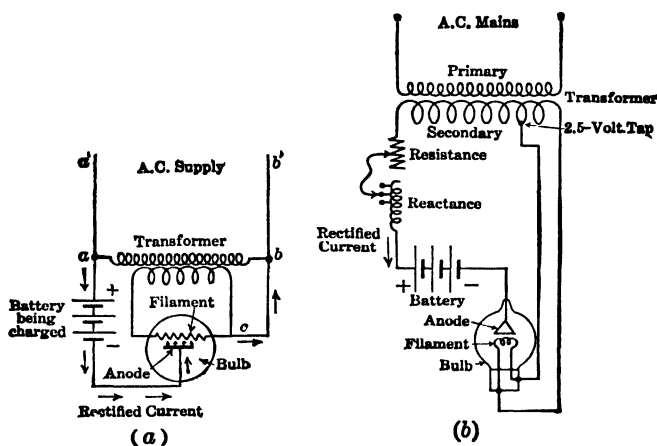 a'
A.C. Supply
b'
a
Transformer
b
+
Battery
being
charged
Filament
-
c
Anode
Bulb
Rectified Current
(a)
A.C. Mains
Primary
Transformer
Secondary
2.5-Volt.Tap
Resistance
Reactance
Rectified
Current
+
-
Battery
Anode
Filament
Bulb
(b)